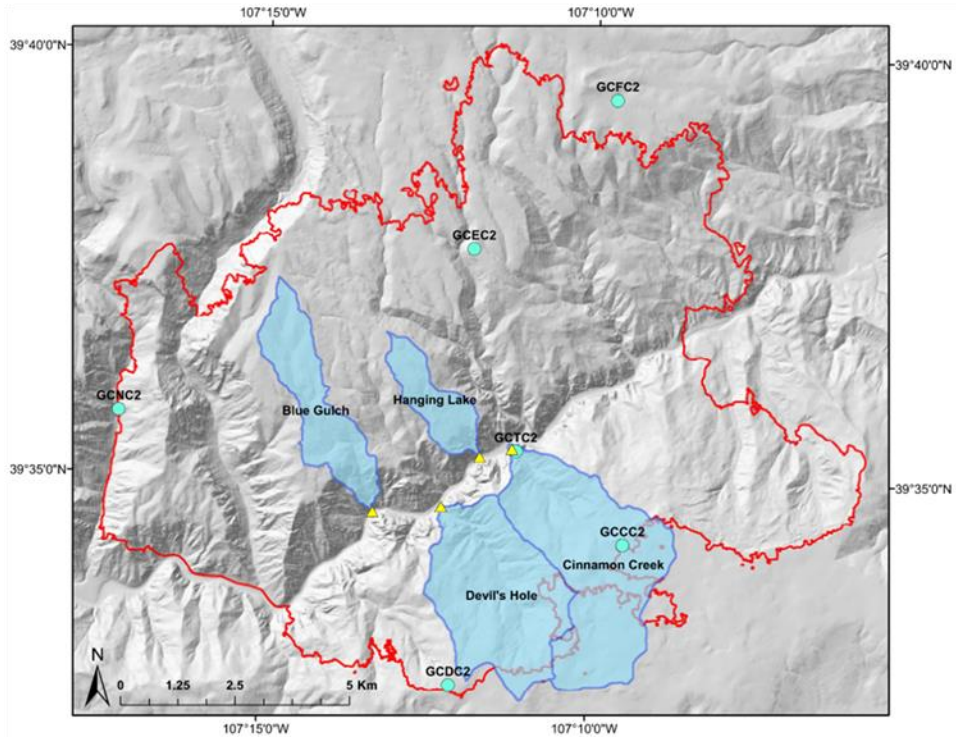 107°15'0"W 107°10'0"W
39°40'0"N
39°40'0"N
GCFC2
GCEC2
Blue Gulch
Hanging Lake
GCNC2
GCTC2
39°35'0"N
39°35'0"N
GCCC2
Cinnamon Creek
Devil's Hole
GCDC2
N
0 1.25 2.5 5 Km
107°15'0"W 107°10'0"W